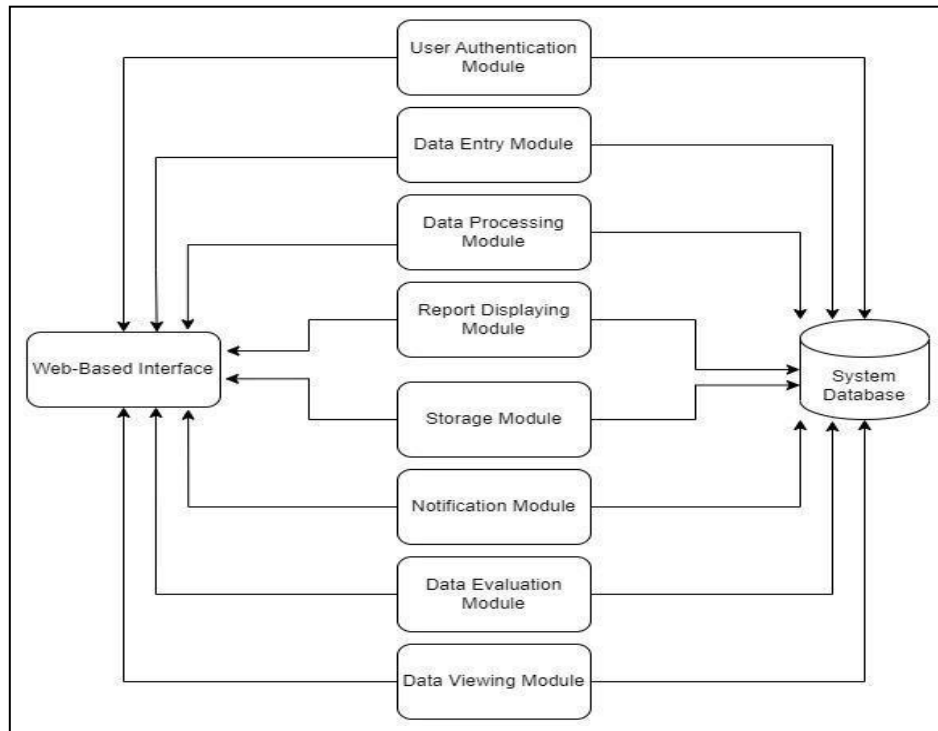 User Authentication
Module
Data Entry Module
Data Processing
Module
Report Displaying
Module
Web-Based Interface
System
Database
Storage Module
Notification Module
Data Evaluation
Module
Data Viewing Module